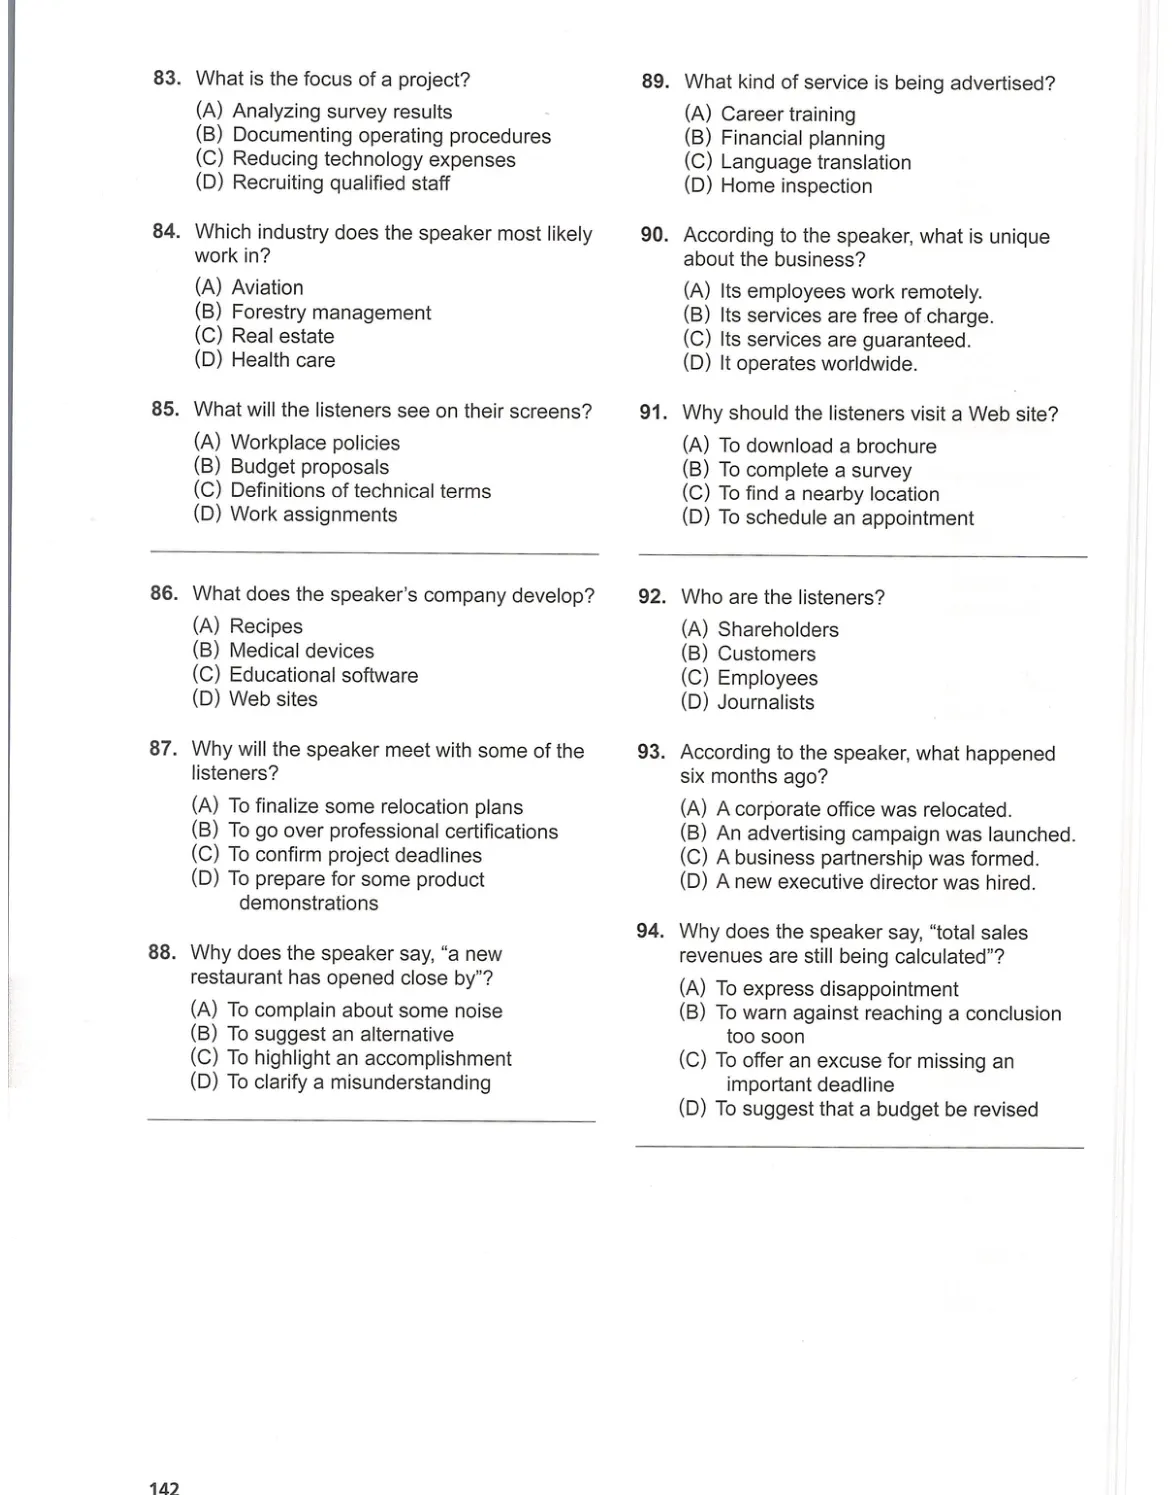 83. What is the focus of a project?
(A) Analyzing survey results
(B) Documenting operating procedures
(C) Reducing technology expenses
(D) Recruiting qualified staff
84. Which industry does the speaker most likely
work in?
(A) Aviation
(B) Forestry management
(C) Real estate
(D) Health care
85. What will the listeners see on their screens?
(A) Workplace policies
(B) Budget proposals
(C) Definitions of technical terms
(D) Work assignments
86. What does the speaker's company develop?
(A) Recipes
(B) Medical devices
(C) Educational software
(D) Web sites
87. Why will the speaker meet with some of the
listeners?
(A) To finalize some relocation plans
(B) To go over professional certifications
(C) To confirm project deadlines
(D) To prepare for some product
demonstrations
88. Why does the speaker say, “a new
restaurant has opened close by”?
(A) To complain about some noise
(B) To suggest an alternative
(C) To highlight an accomplishment
(D) To clarify a misunderstanding
89. What kind of service is being advertised?
(A) Career training
(B) Financial planning
(C) Language translation
(D) Home inspection
90. According to the speaker, what is unique
about the business?
(A) Its employees work remotely.
(B) Its services are free of charge.
(C) Its services are guaranteed.
(D) It operates worldwide.
91. Why should the listeners visit a Web site?
(A) To download a brochure
(B) To complete a survey
(C) To find a nearby location
(D) To schedule an appointment
92. Who are the listeners?
(A) Shareholders
(B) Customers
(C) Employees
(D) Journalists
93. According to the speaker, what happened
six months ago?
(A) A corporate office was relocated.
(B) An advertising campaign was launched.
(C) A business partnership was formed.
(D) A new executive director was hired.
94. Why does the speaker say, “total sales
revenues are still being calculated”?
(A) To express disappointment
(B) To warn against reaching a conclusion
too soon
(C) To offer an excuse for missing an
important deadline
(D) To suggest that a budget be revised
142